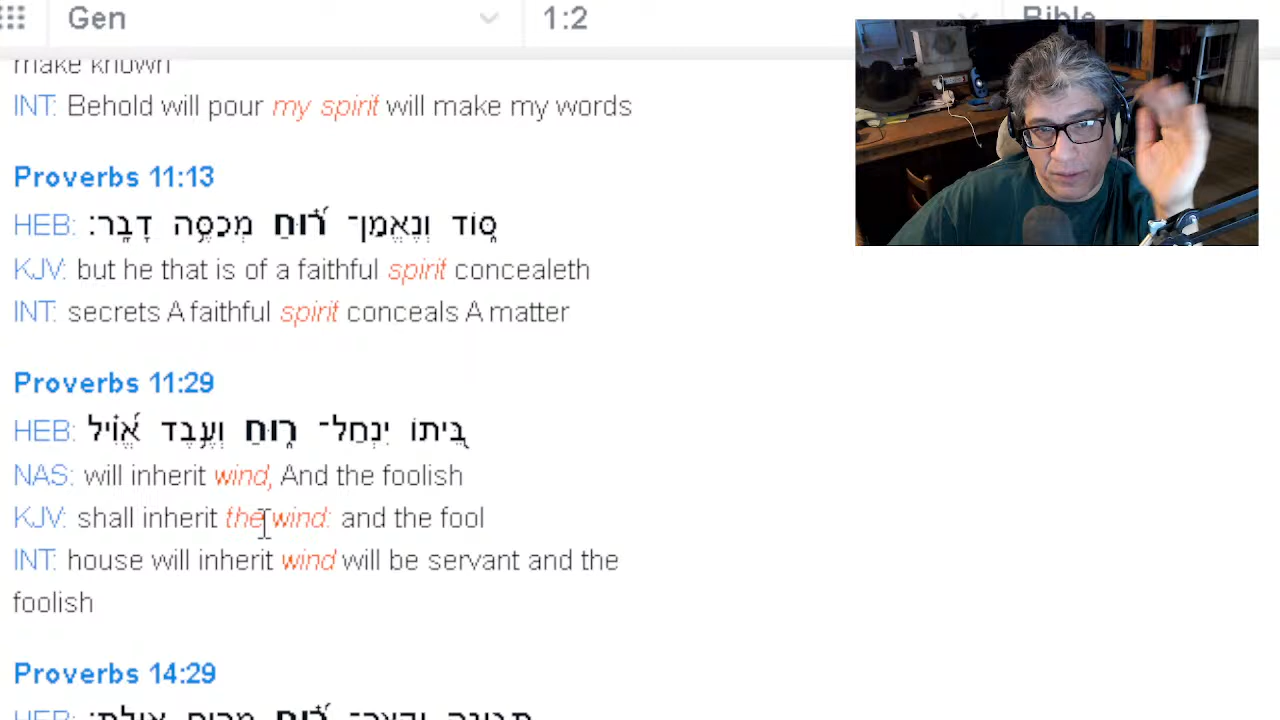 Gen 1:2 Bible
make known
INT: Behold will pour my spirit will make my words
Proverbs 11:13
HEB: ס֑וֹד וְנֶאֱמַן־ ר֝֗וּחַ מְכַסֶּ֥ה דָבָֽר׃
KJV: but he that is of a faithful spirit concealeth
INT: secrets A faithful spirit conceals A matter
Proverbs 11:29
HEB: בֵּ֭יתוֹ יִנְחַל־ ר֑וּחַ וְעֶ֥בֶד אֱ֝וִ֗יל
NAS: will inherit wind, And the foolish
KJV: shall inherit the wind: and the fool
INT: house will inherit wind will be servant and the
foolish
Proverbs 14:29